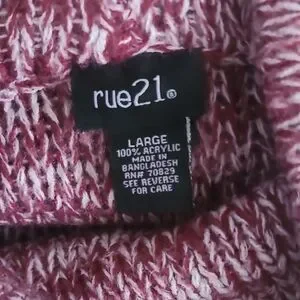 rue21®
LARGE
100% ACRYLIC
MADE IN
BANGLADESH
RN# 70829
SEE REVERSE
FOR CARE